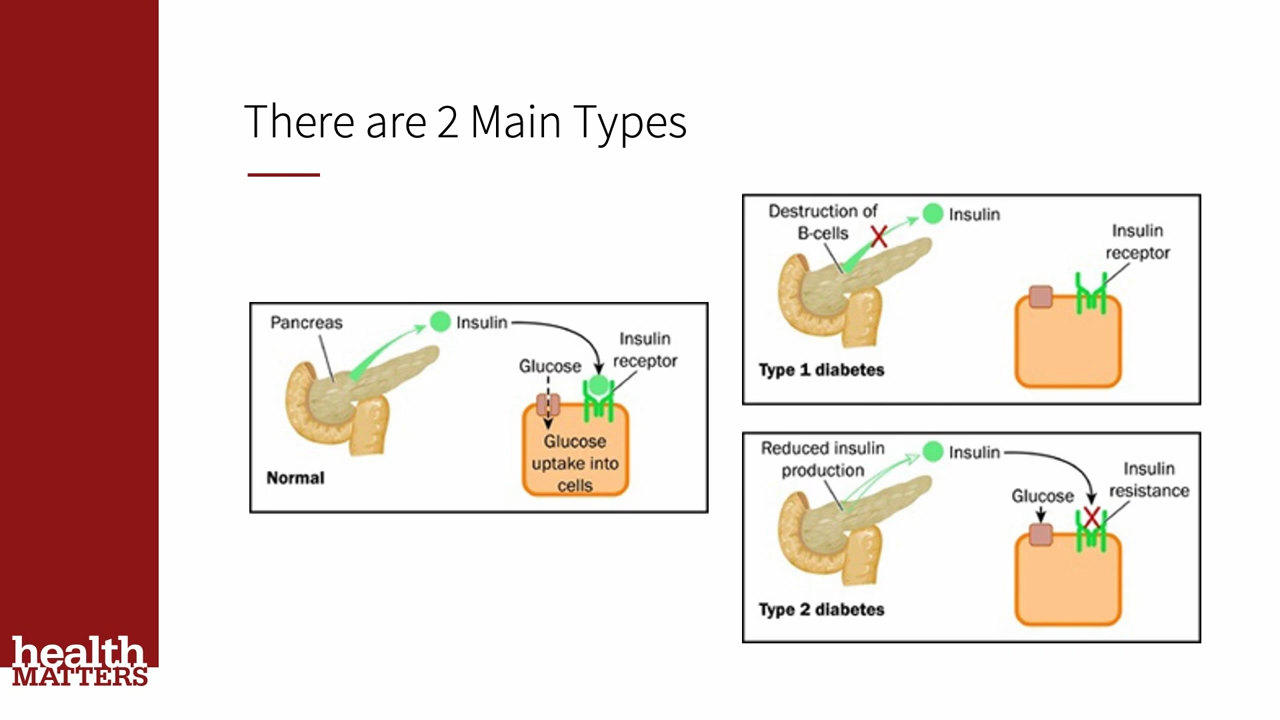 There are 2 Main Types
Pancreas
Insulin
Insulin
receptor
Glucose
Glucose
uptake into
cells
Normal
Destruction of
B-cells
Insulin
Insulin
receptor
Type 1 diabetes
Reduced insulin
production
Insulin
Insulin
resistance
Glucose
Type 2 diabetes
health
MATTERS